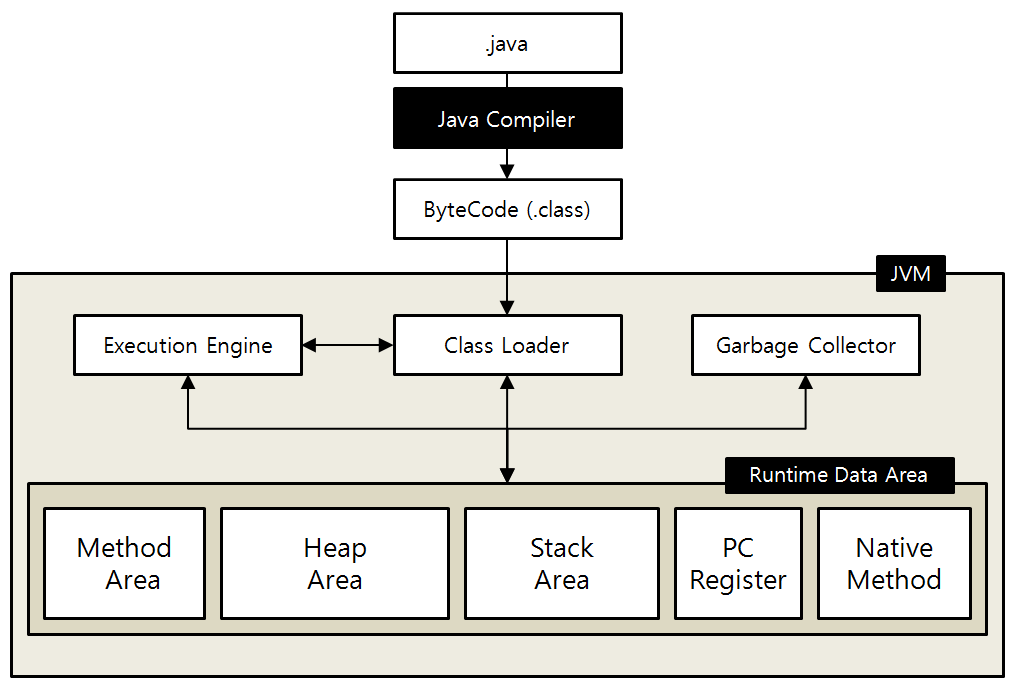 .java
Java Compiler
ByteCode (.class)
JVM
Execution Engine
Class Loader
Garbage Collector
Runtime Data Area
Method
Area
Heap
Area
Stack
Area
PC
Register
Native
Method